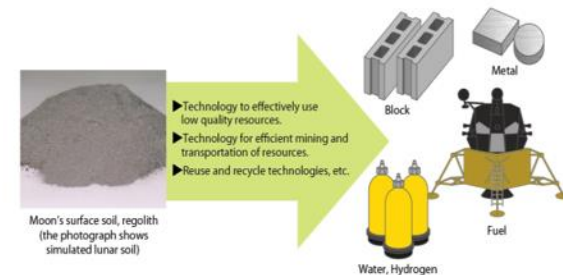 Moon's surface soil, regolith
(the photograph shows
simulated lunar soil)
▶Technology to effectively use
low quality resources.
▶Technology for efficient mining and
transportation of resources.
▶Reuse and recycle technologies, etc.
Block
Metal
Fuel
Water, Hydrogen